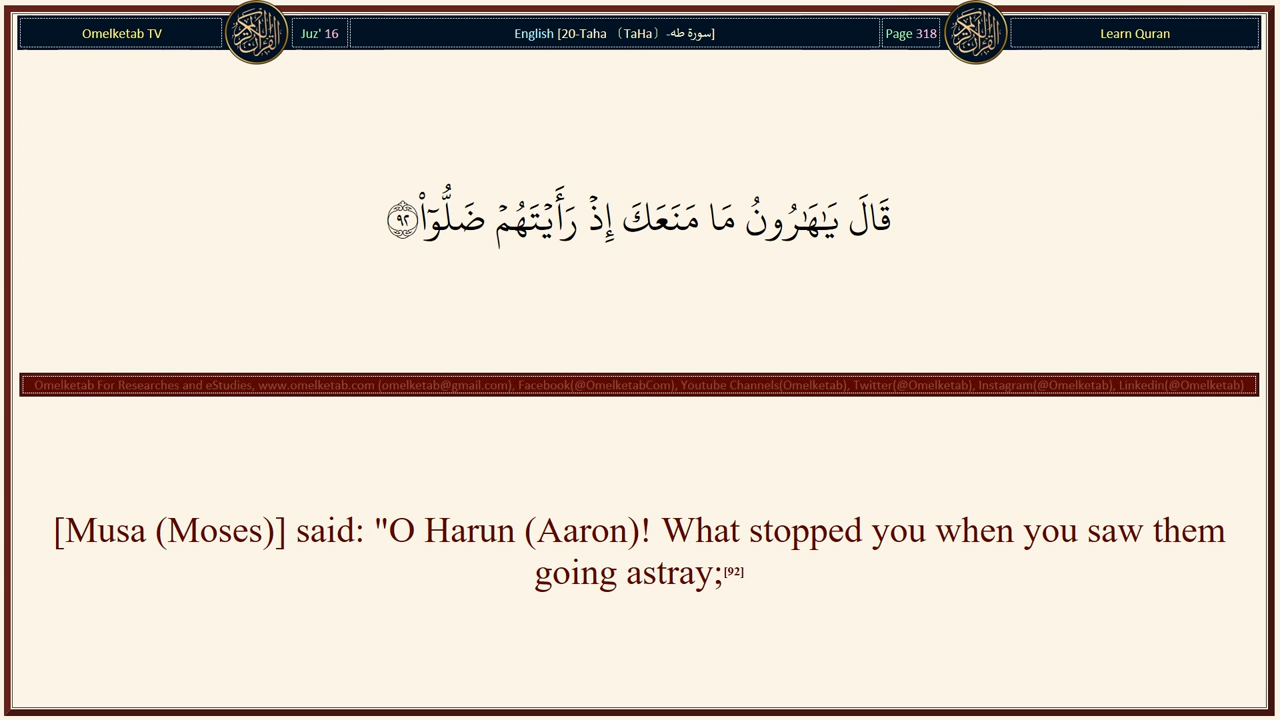 Omelketab TV
Juz' 16
English [20-Taha (TaHa) -سورة طه]
Page 318
Learn Quran
قَالَ يَـٰهَـٰرُونُ مَا مَنَعَكَ إِذۡ رَأَيۡتَهُمۡ ضَلُّوٓاْ ٩٢
Omelketab For Researches and eStudies, www.omelketab.com (omelketab@gmail.com), Facebook(@OmelketabCom), Youtube Channels(Omelketab), Twitter(@Omelketab), Instagram(@Omelketab), Linkedin(@Omelketab)
[Musa (Moses)] said: "O Harun (Aaron)! What stopped you when you saw them
going astray;[92]